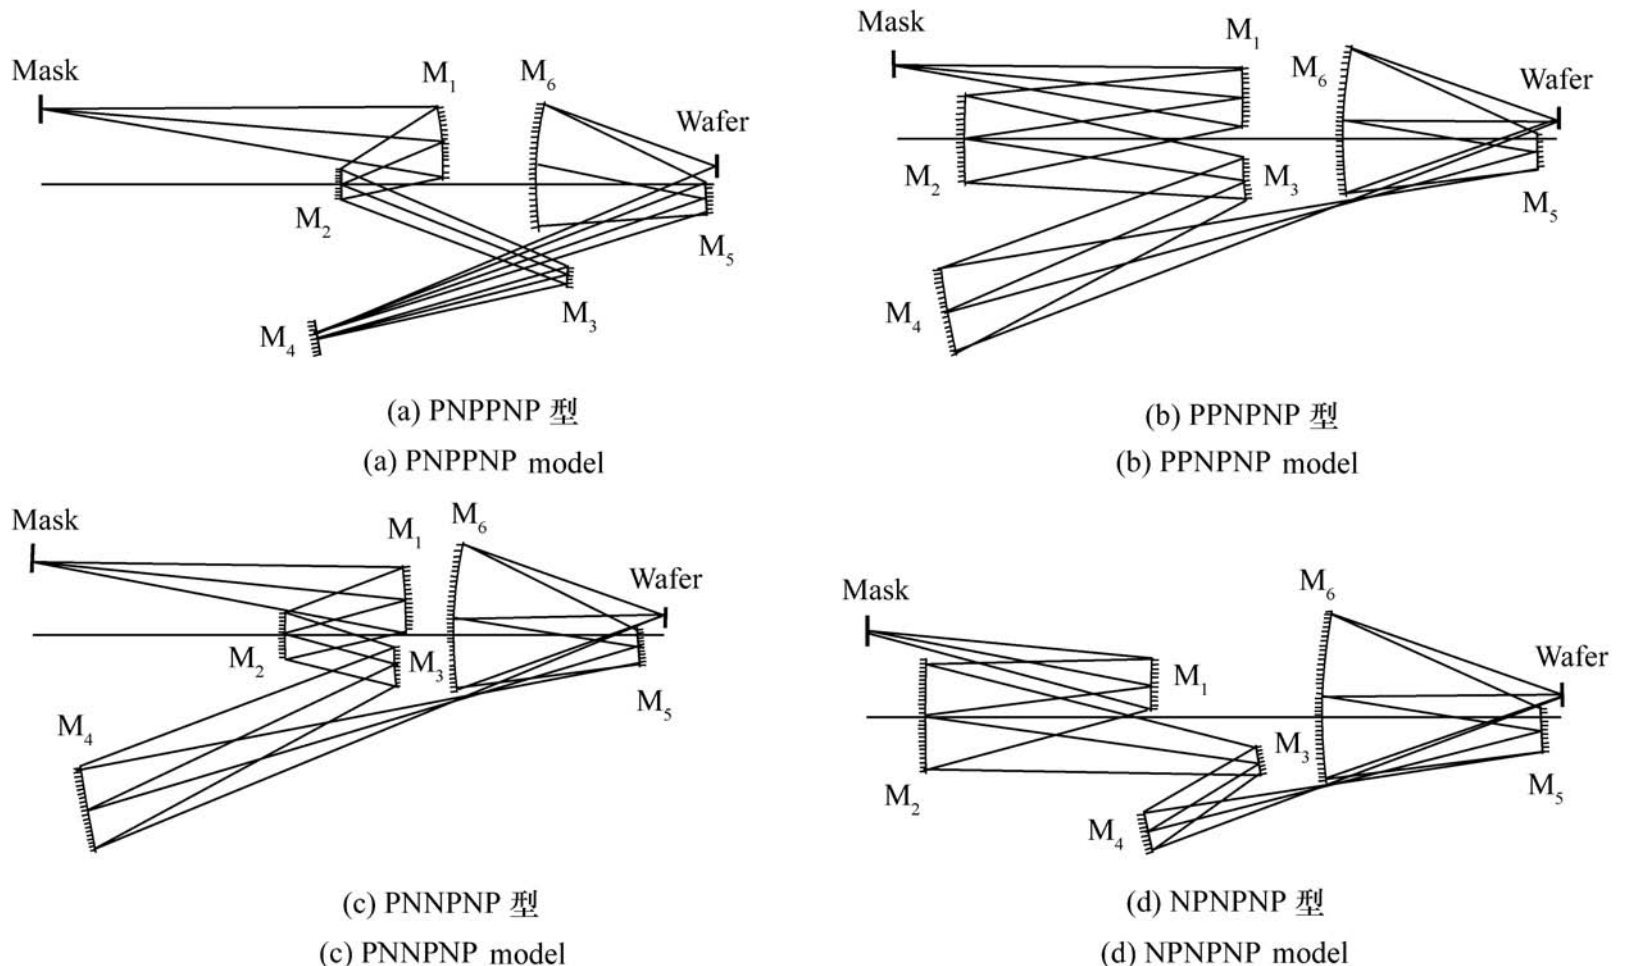 Mask
M1
M6
Wafer
M2
M5
M3
M4
(a) PNPPNP 型
(a) PNPPNP model
Mask
M1
M6
Wafer
M2
M3
M5
M4
(b) PPNPNP 型
(b) PPNPNP model
Mask
M1
M6
Wafer
M2
M3
M5
M4
(c) PNNPNP 型
(c) PNNPNP model
Mask
M6
Wafer
M1
M3
M2
M5
M4
(d) NPNPNP 型
(d) NPNPNP model